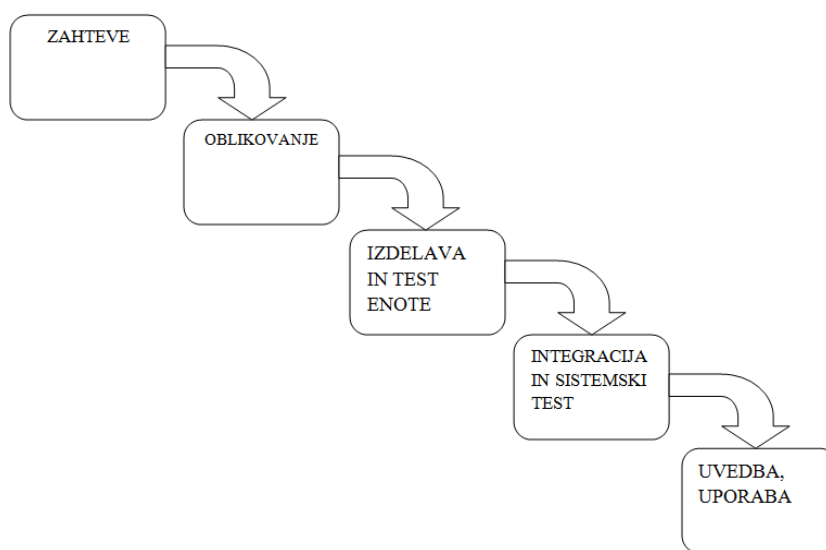 ZAHTEVE
OBLIKOVANJE
IZDELAVA
IN TEST
ENOTE
INTEGRACIJA
IN SISTEMSKI
TEST
UVEDBA,
UPORABA